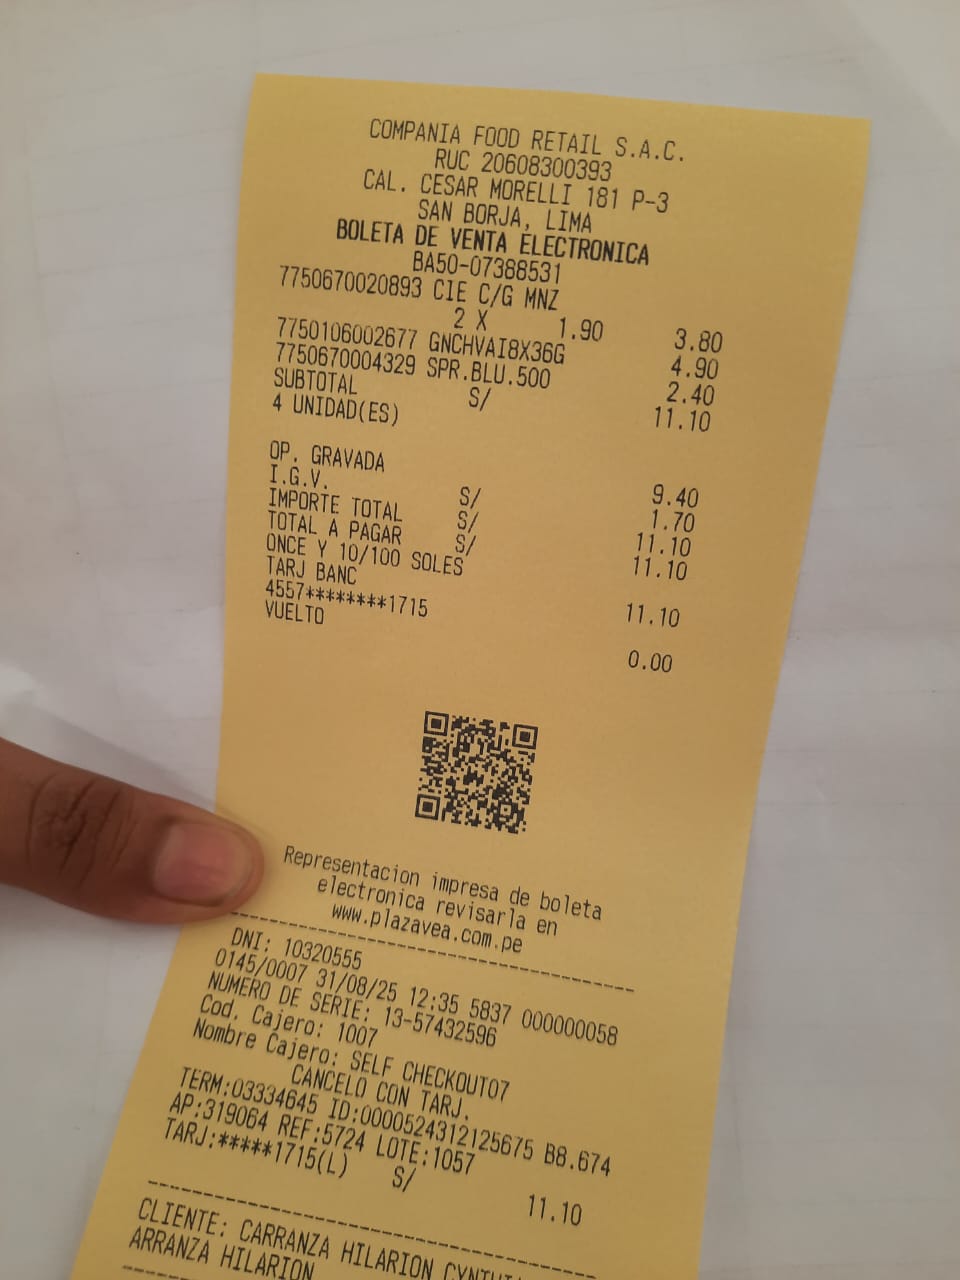 COMPANIA FOOD RETAIL S.A.C.
RUC 20608300393
CAL. CESAR MORELLI 181 P-3
SAN BORJA, LIMA
BOLETA DE VENTA ELECTRONICA
BA50-07388531
7750670020893 CIE C/G MNZ
2 X 1.90 3.80
7750106002677 GNCHVAI8X36G 4.90
7750670004329 SPR.BLU.500 2.40
SUBTOTAL S/ 11.10
4 UNIDAD(ES)
OP. GRAVADA S/ 9.40
I.G.V. S/ 1.70
IMPORTE TOTAL S/ 11.10
TOTAL A PAGAR 11.10
ONCE Y 10/100 SOLES
TARJ BANC 11.10
4557********1715
VUELTO 0.00
Representacion impresa de boleta
electronica revisarla en
www.plazavea.com.pe
DNI: 10320555
0145/0007 31/08/25 12:35 5837 000000058
NUMERO DE SERIE: 13-57432596
Cod. Cajero: 1007
Nombre Cajero: SELF CHECKOUT07
CANCELO CON TARJ.
TERM:03334645 ID:0000524312125675 B8.674
AP:319064 REF:5724 LOTE:1057
TARJ:*****1715(L) S/ 11.10
CLIENTE: CARRANZA HILARION
ARRANZA HILARION